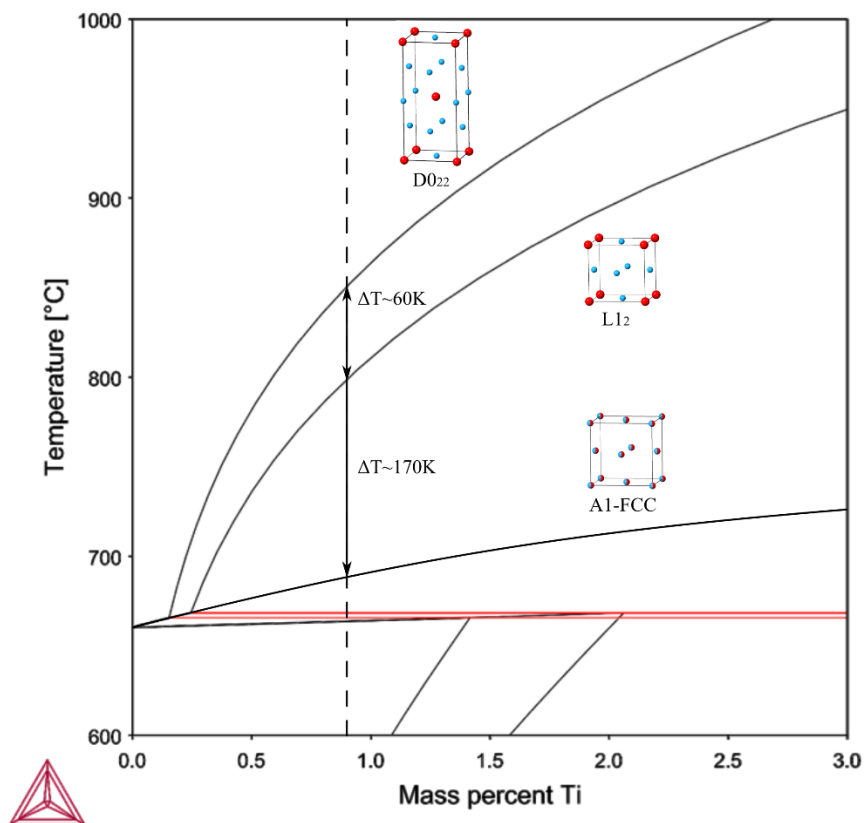 1000
D0₂₂
900
ΔT~60K
L1₂
Temperature [°C]
800
ΔT~170K
A1-FCC
700
600
0.0 0.5 1.0 1.5 2.0 2.5 3.0
Mass percent Ti